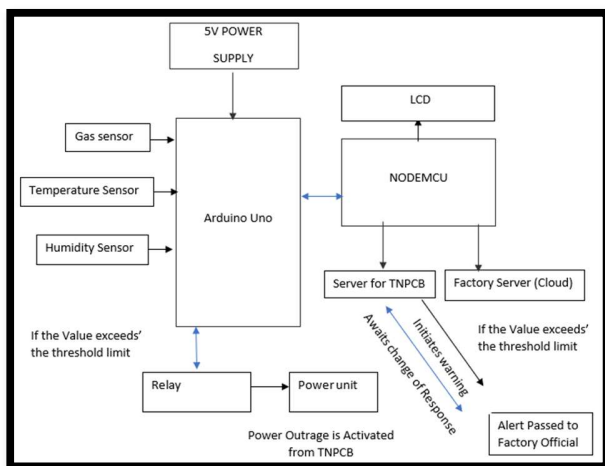 5V POWER
SUPPLY
LCD
Gas sensor
NODEMCU
Temperature Sensor
Arduino Uno
Humidity Sensor
Server for TNPCB
Factory Server (Cloud)
If the Value exceeds'
the threshold limit
Initiates warning
Awaits change of Response
If the Value exceeds'
the threshold limit
Relay
Power unit
Alert Passed to
Factory Official
Power Outrage is Activated
from TNPCB